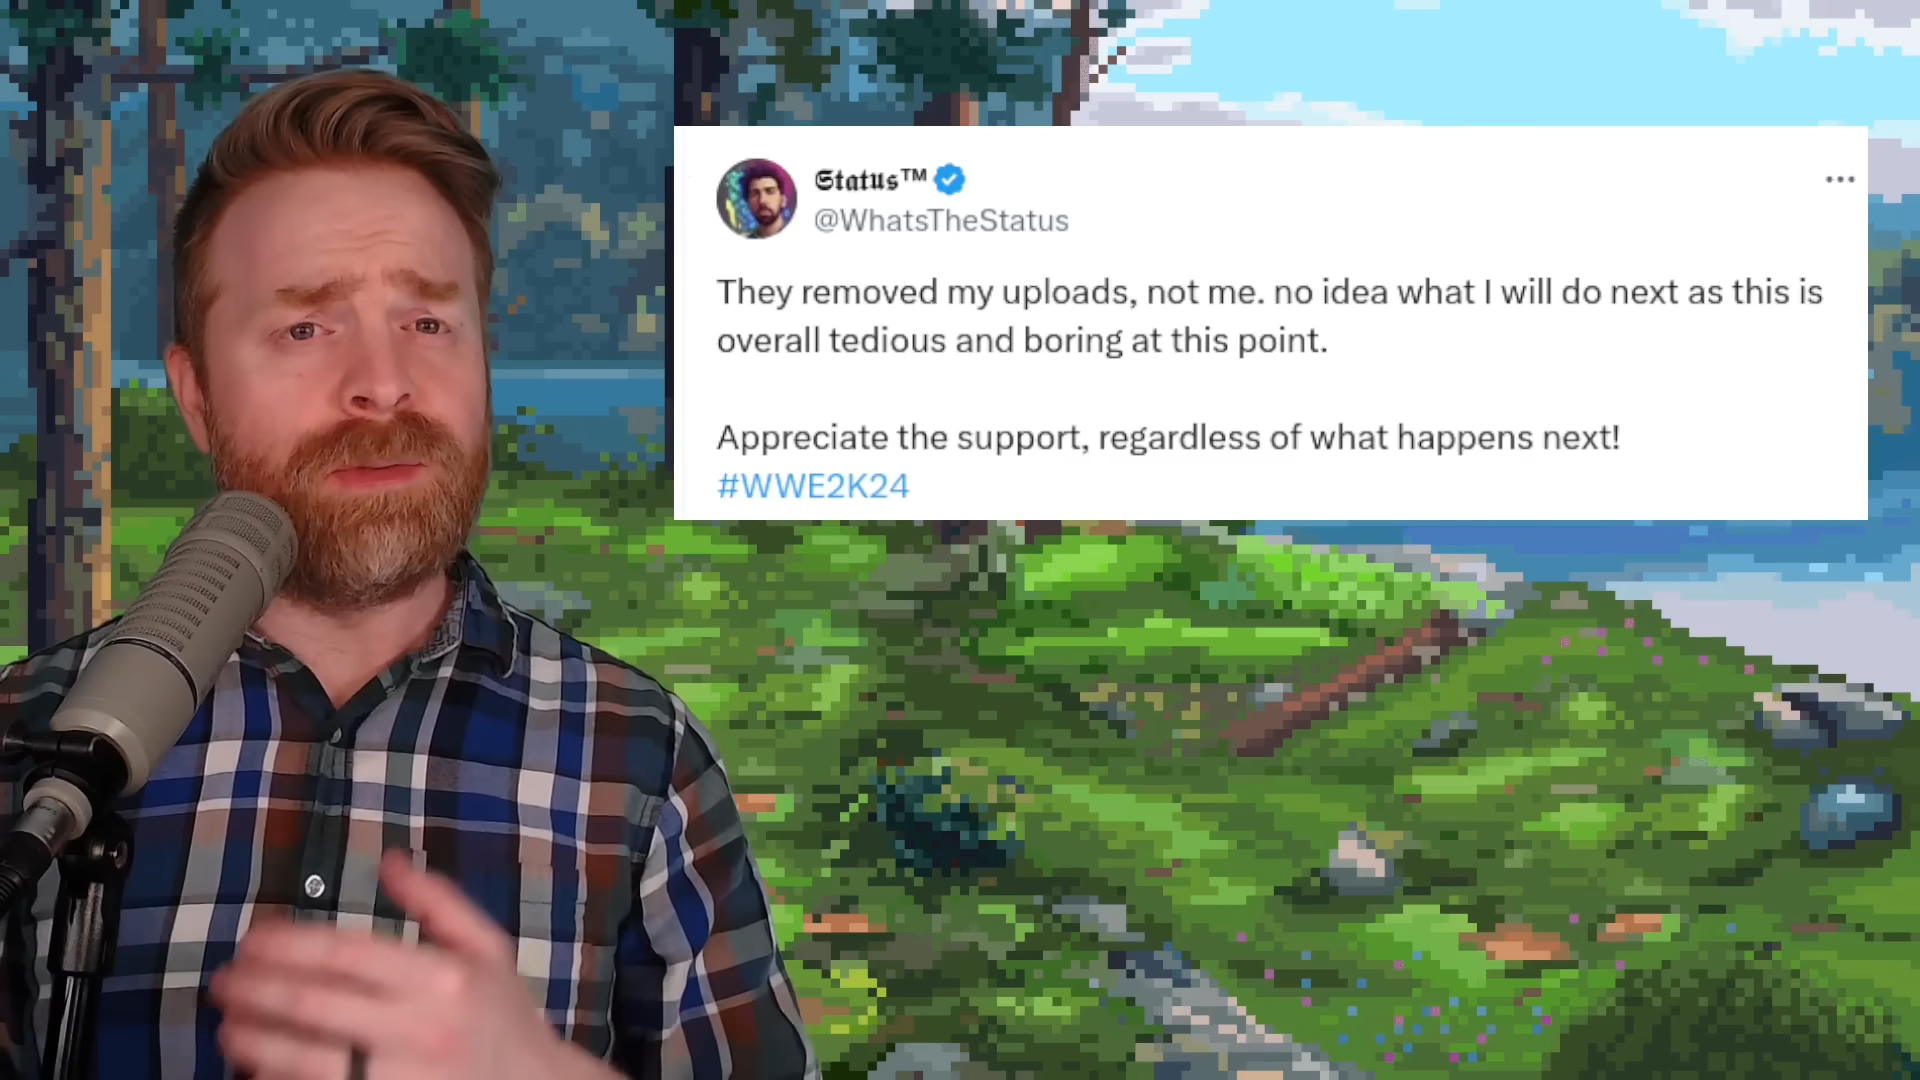 𝕾𝖙𝖆𝖙𝖚𝖘™
@WhatsTheStatus
They removed my uploads, not me. no idea what I will do next as this is
overall tedious and boring at this point.
Appreciate the support, regardless of what happens next!
#WWE2K24